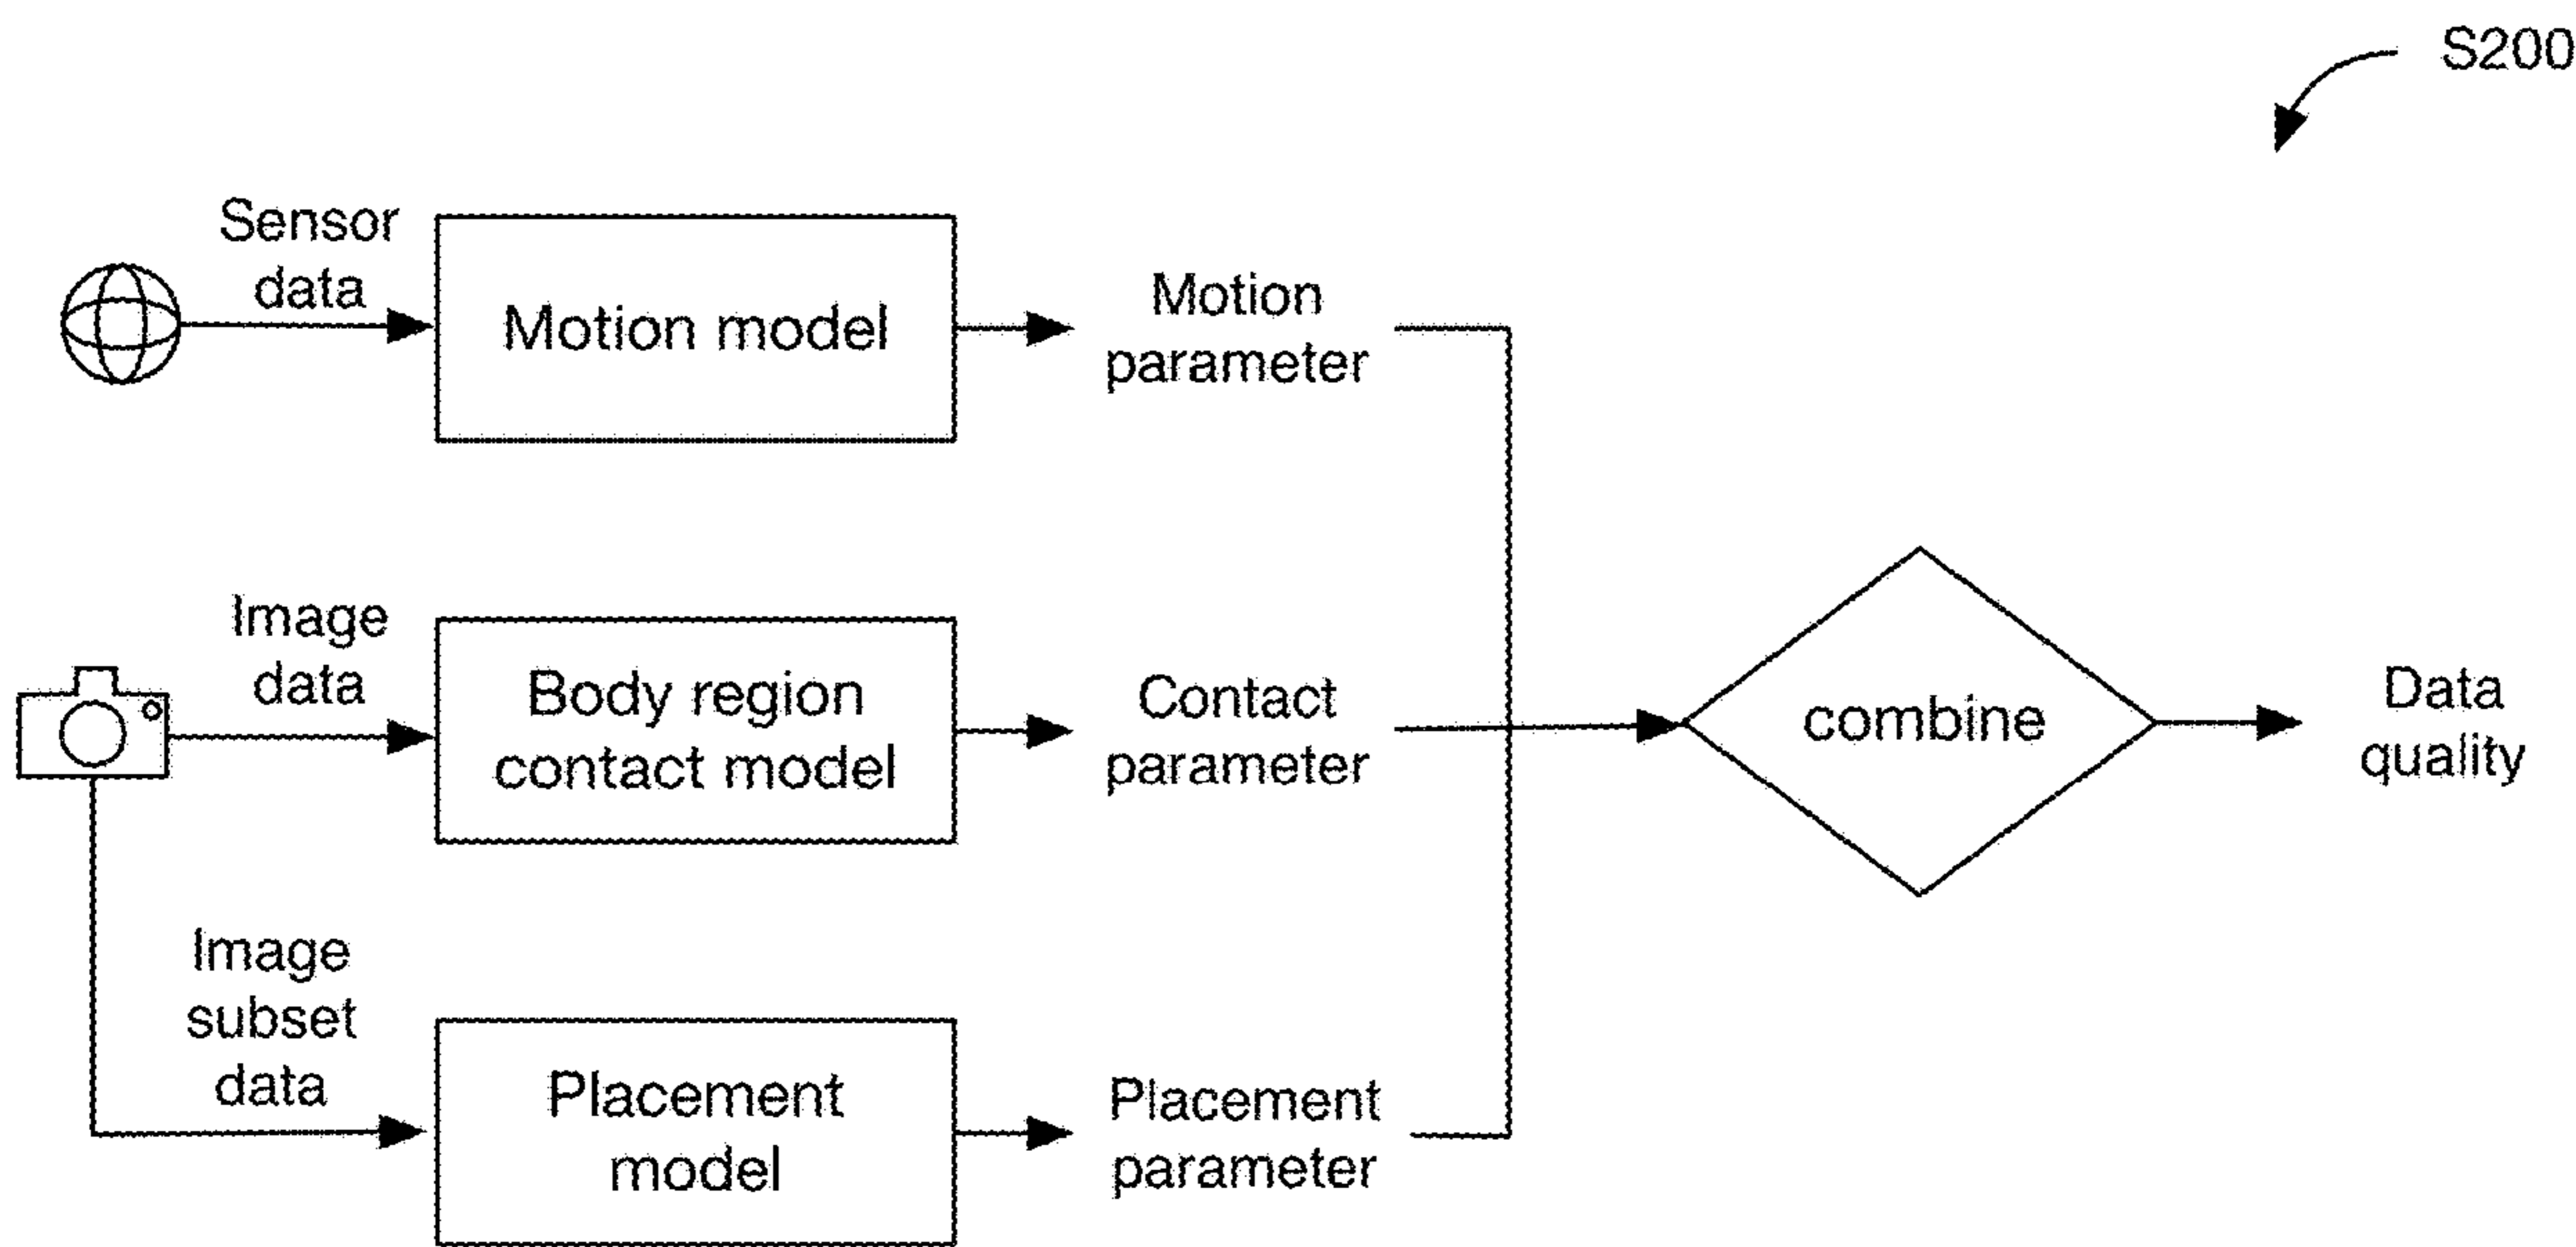 S200
Sensor
data
Motion model
Motion
parameter
Image
data
Body region
contact model
Contact
parameter
combine
Data
quality
Image
subset
data
Placement
model
Placement
parameter